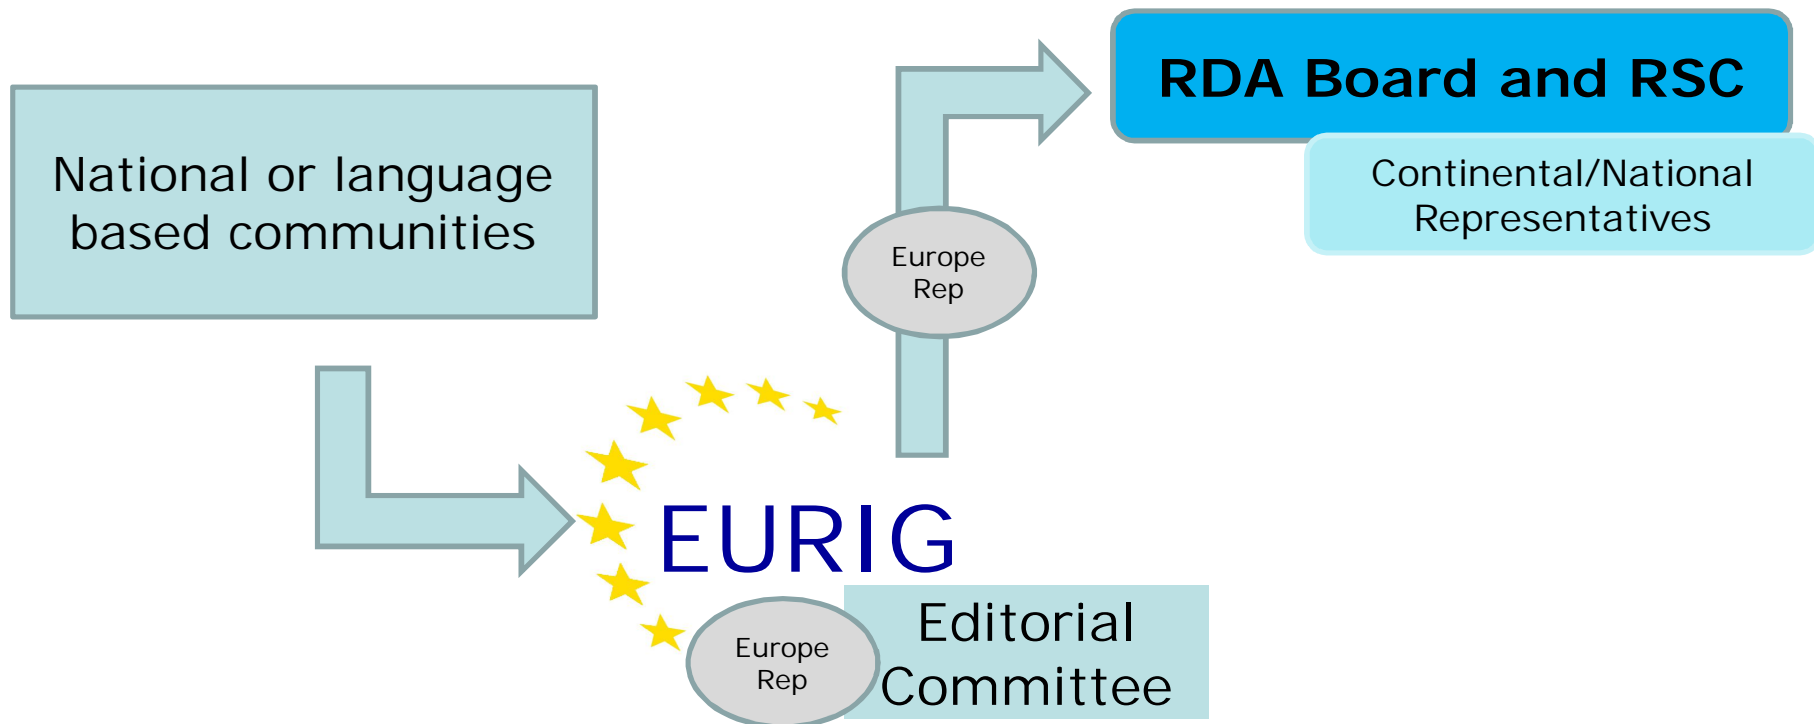 RDA Board and RSC
National or language
based communities
Continental/National
Representatives
Europe
Rep
EURIG
Europe
Rep
Editorial
Committee